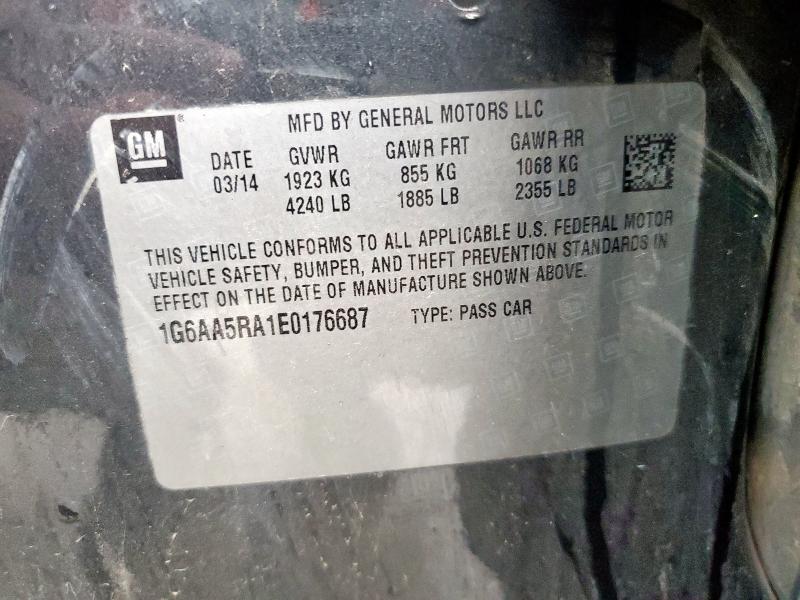 MFD BY GENERAL MOTORS LLC
GM®
DATE GVWR GAWR FRT GAWR RR
03/14 1923 KG 855 KG 1068 KG
4240 LB 1885 LB 2355 LB
THIS VEHICLE CONFORMS TO ALL APPLICABLE U.S. FEDERAL MOTOR
VEHICLE SAFETY, BUMPER, AND THEFT PREVENTION STANDARDS IN
EFFECT ON THE DATE OF MANUFACTURE SHOWN ABOVE.
1G6AA5RA1E0176687 TYPE: PASS CAR